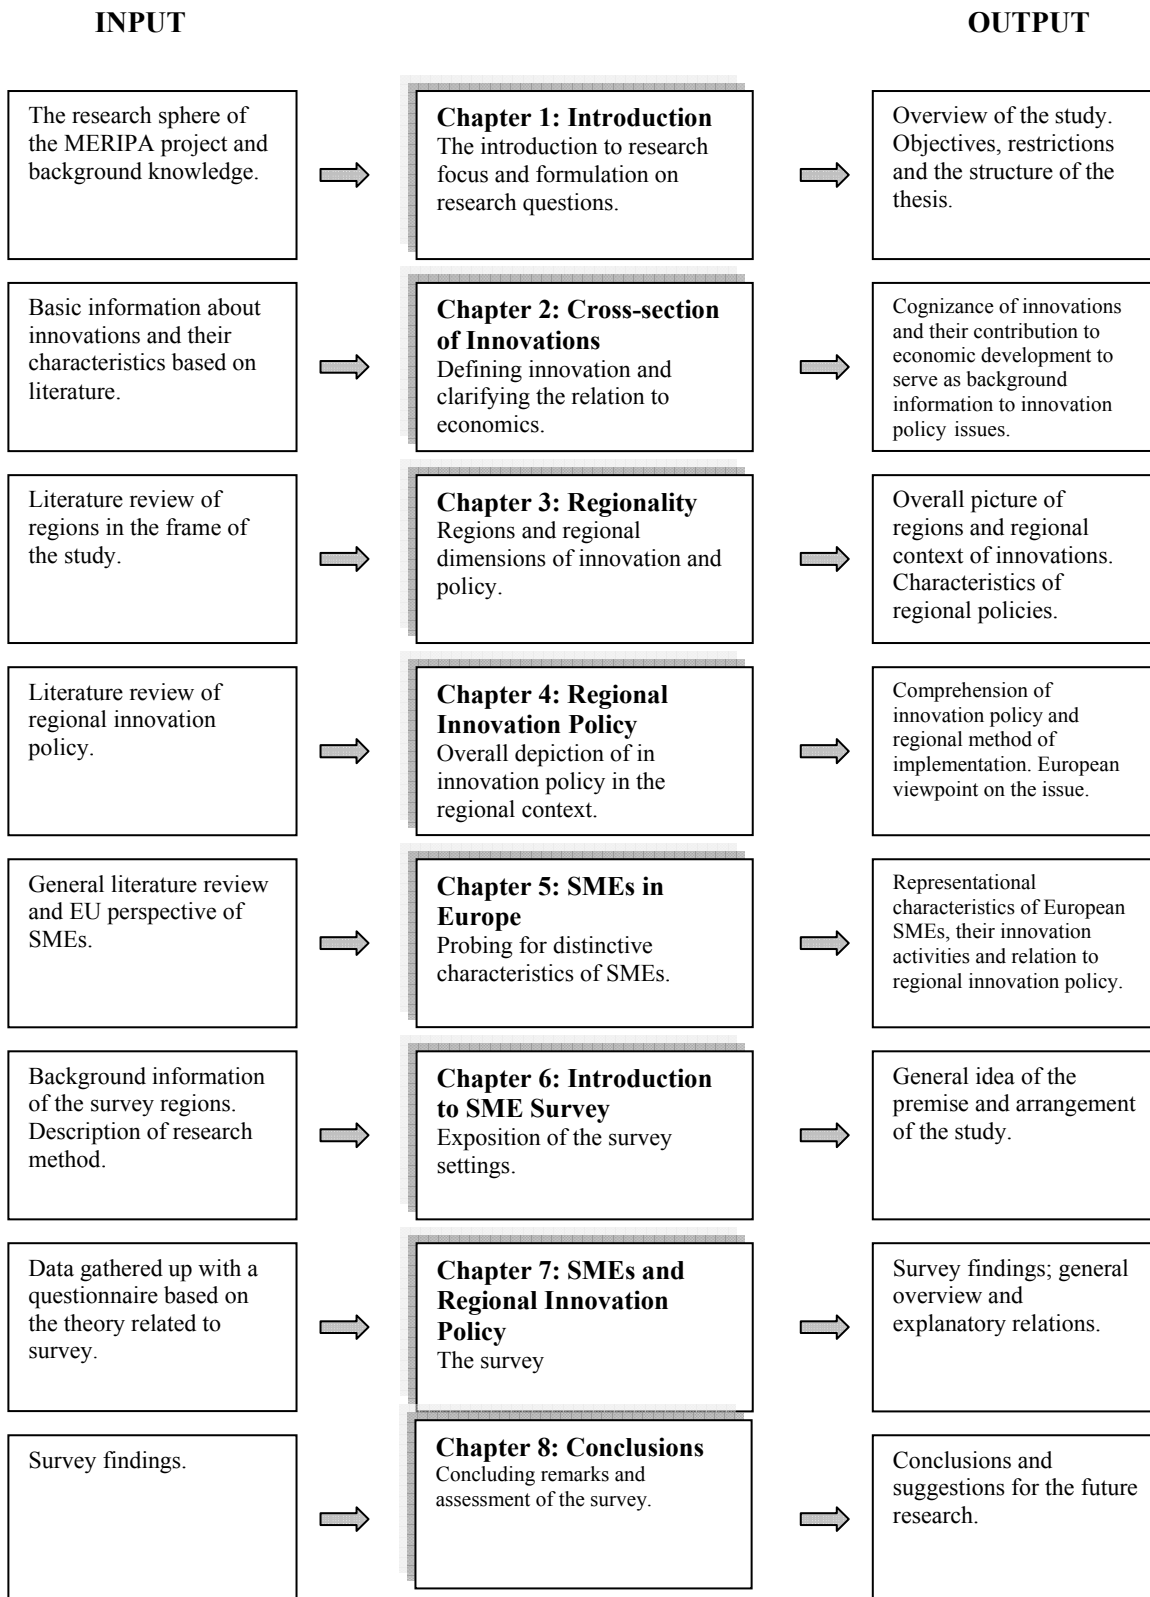 INPUT
OUTPUT
The research sphere of
the MERIPA project and
background knowledge.
Chapter 1: Introduction
The introduction to research
focus and formulation on
research questions.
Overview of the study.
Objectives, restrictions
and the structure of the
thesis.
Basic information about
innovations and their
characteristics based on
literature.
Chapter 2: Cross-section
of Innovations
Defining innovation and
clarifying the relation to
economics.
Cognizance of innovations
and their contribution to
economic development to
serve as background
information to innovation
policy issues.
Literature review of
regions in the frame of
the study.
Chapter 3: Regionality
Regions and regional
dimensions of innovation and
policy.
Overall picture of
regions and regional
context of innovations.
Characteristics of
regional policies.
Literature review of
regional innovation
policy.
Chapter 4: Regional
Innovation Policy
Overall depiction of in
innovation policy in the
regional context.
Comprehension of
innovation policy and
regional method of
implementation. European
viewpoint on the issue.
General literature review
and EU perspective of
SMEs.
Chapter 5: SMEs in
Europe
Probing for distinctive
characteristics of SMEs.
Representational
characteristics of European
SMEs, their innovation
activities and relation to
regional innovation policy.
Background information
of the survey regions.
Description of research
method.
Chapter 6: Introduction
to SME Survey
Exposition of the survey
settings.
General idea of the
premise and arrangement
of the study.
Data gathered up with a
questionnaire based on
the theory related to
survey.
Chapter 7: SMEs and
Regional Innovation
Policy
The survey
Survey findings; general
overview and
explanatory relations.
Survey findings.
Chapter 8: Conclusions
Concluding remarks and
assessment of the survey.
Conclusions and
suggestions for the future
research.